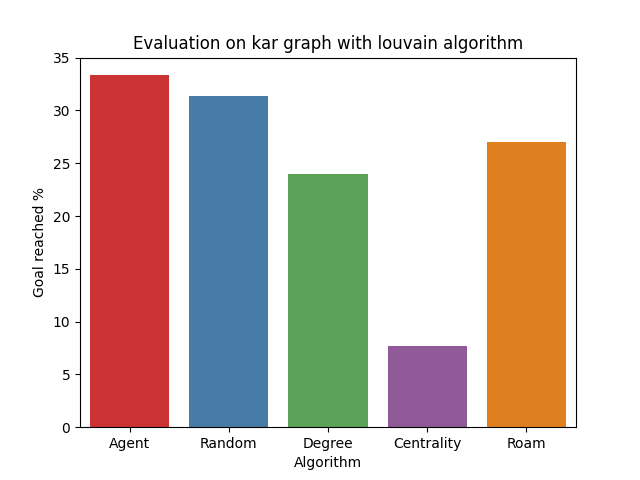 Evaluation on kar graph with louvain algorithm
35
30
25
20
15
10
5
0
Goal reached %
Agent Random Degree Centrality Roam
Algorithm